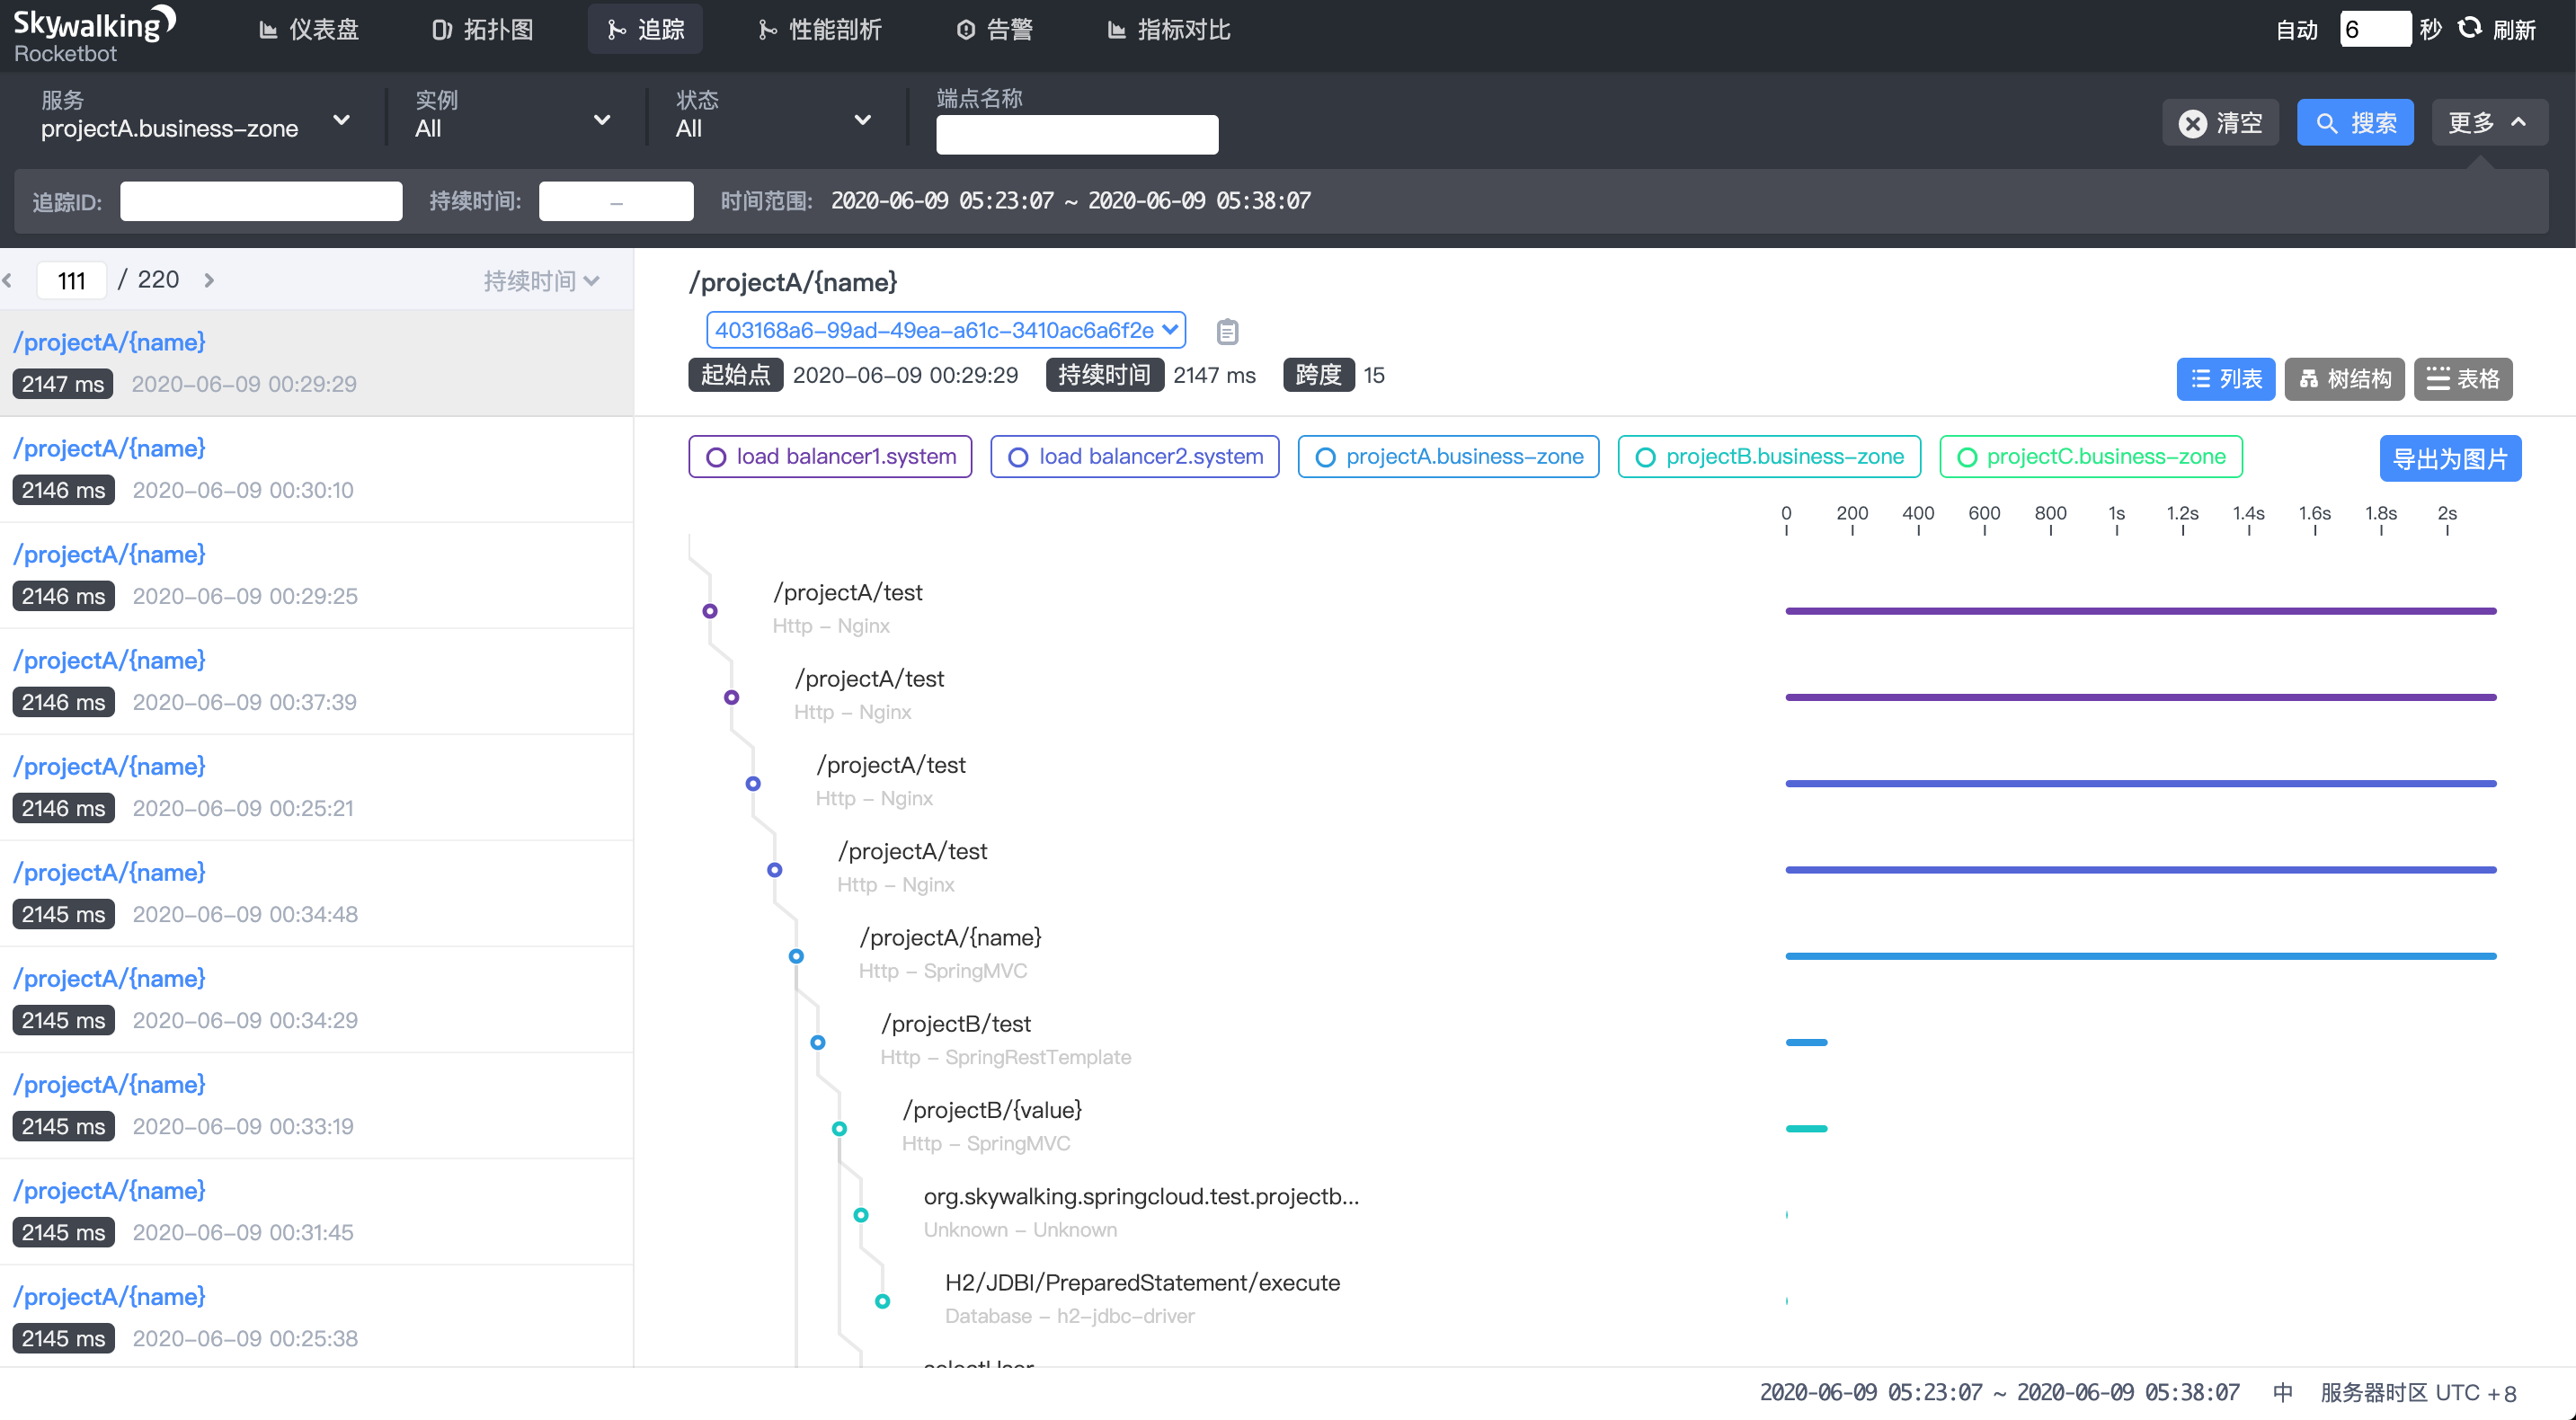 Skywalking
Rocketbot
仪表盘
拓扑图
追踪
性能剖析
告警
指标对比
自动 6 秒 刷新
服务
projectA.business-zone
实例
All
状态
All
端点名称
清空
搜索
更多
追踪ID:
持续时间: –
时间范围: 2020-06-09 05:23:07 ~ 2020-06-09 05:38:07
111 / 220
持续时间
/projectA/{name}
2147 ms 2020-06-09 00:29:29
/projectA/{name}
2146 ms 2020-06-09 00:30:10
/projectA/{name}
2146 ms 2020-06-09 00:29:25
/projectA/{name}
2146 ms 2020-06-09 00:37:39
/projectA/{name}
2146 ms 2020-06-09 00:25:21
/projectA/{name}
2145 ms 2020-06-09 00:34:48
/projectA/{name}
2145 ms 2020-06-09 00:34:29
/projectA/{name}
2145 ms 2020-06-09 00:33:19
/projectA/{name}
2145 ms 2020-06-09 00:31:45
/projectA/{name}
2145 ms 2020-06-09 00:25:38
/projectA/{name}
403168a6-99ad-49ea-a61c-3410ac6a6f2e
起始点 2020-06-09 00:29:29 持续时间 2147 ms 跨度 15
列表 树结构 表格
load balancer1.system
load balancer2.system
projectA.business-zone
projectB.business-zone
projectC.business-zone
导出为图片
0 200 400 600 800 1s 1.2s 1.4s 1.6s 1.8s 2s
/projectA/test
Http - Nginx
/projectA/test
Http - Nginx
/projectA/test
Http - Nginx
/projectA/test
Http - Nginx
/projectA/{name}
Http - SpringMVC
/projectB/test
Http - SpringRestTemplate
/projectB/{value}
Http - SpringMVC
org.skywalking.springcloud.test.projectb...
Unknown - Unknown
H2/JDBI/PreparedStatement/execute
Database - h2-jdbc-driver
selectUser
2020-06-09 05:23:07 ~ 2020-06-09 05:38:07 中 服务器时区 UTC +8